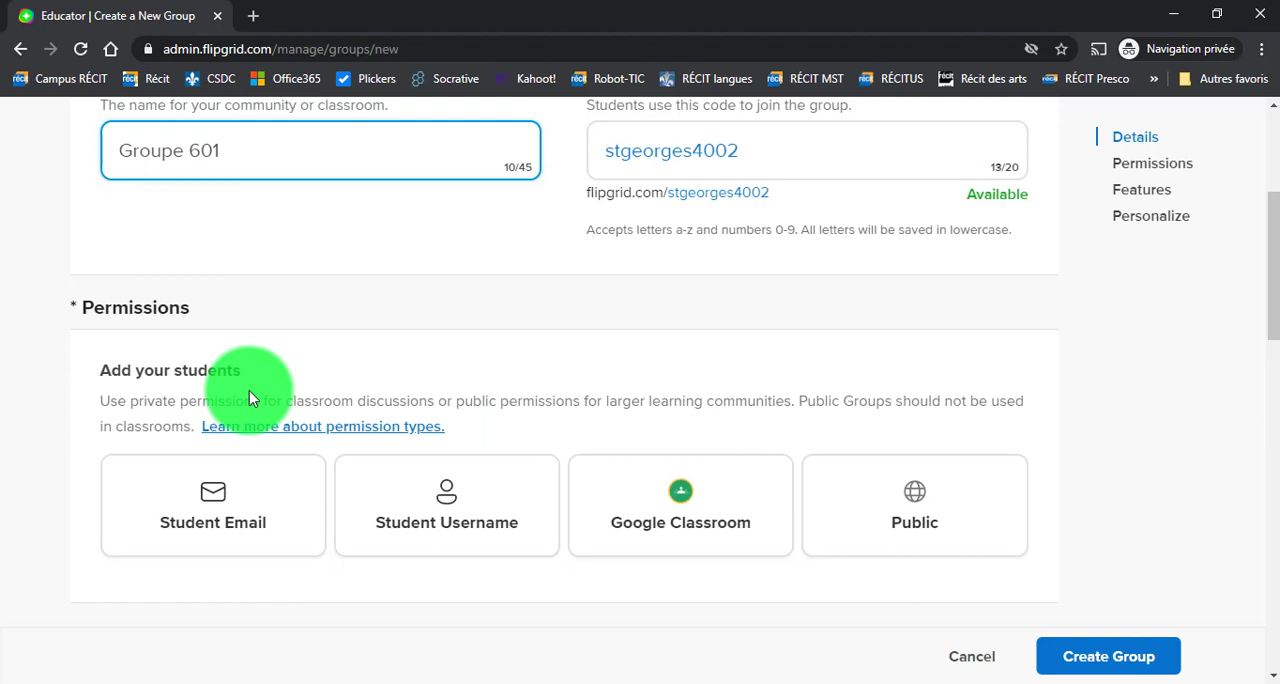 Educator | Create a New Group
admin.flipgrid.com/manage/groups/new
Navigation privée
Campus RÉCIT
Récit
CSDC
Office365
Plickers
Socrative
Kahoot!
Robot-TIC
RÉCIT langues
RÉCIT MST
RÉCITUS
Récit des arts
RÉCIT Presco
»
Autres favoris
The name for your community or classroom.
Groupe 601
10/45
Students use this code to join the group.
stgeorges4002
13/20
flipgrid.com/stgeorges4002
Available
Accepts letters a-z and numbers 0-9. All letters will be saved in lowercase.
Details
Permissions
Features
Personalize
* Permissions
Add your students
Use private permissions for classroom discussions or public permissions for larger learning communities. Public Groups should not be used
in classrooms. Learn more about permission types.
Student Email
Student Username
Google Classroom
Public
Cancel
Create Group